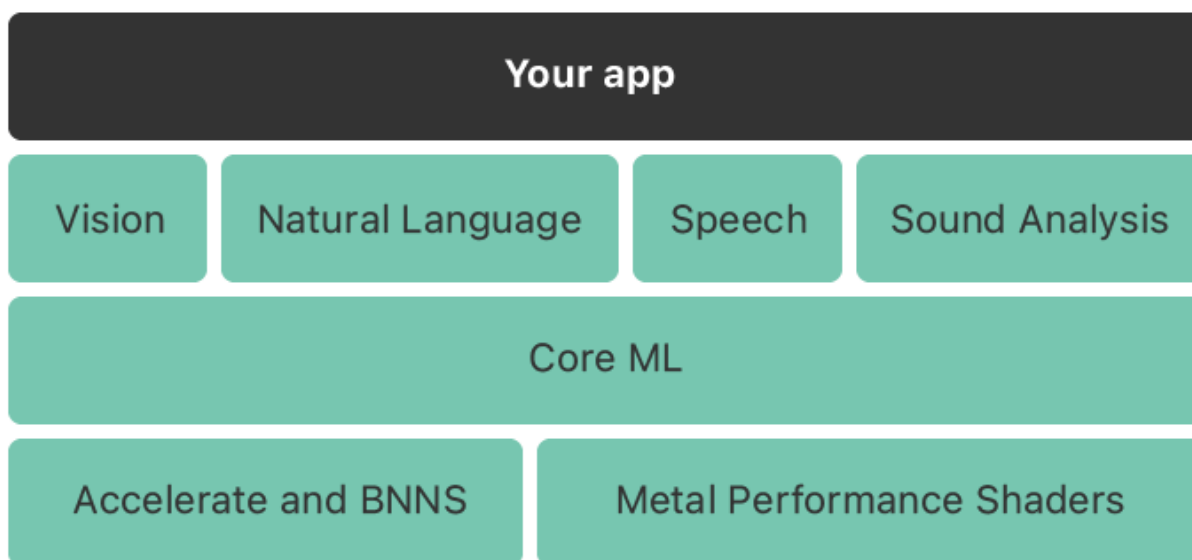 Your app
Vision
Natural Language
Speech
Sound Analysis
Core ML
Accelerate and BNNS
Metal Performance Shaders